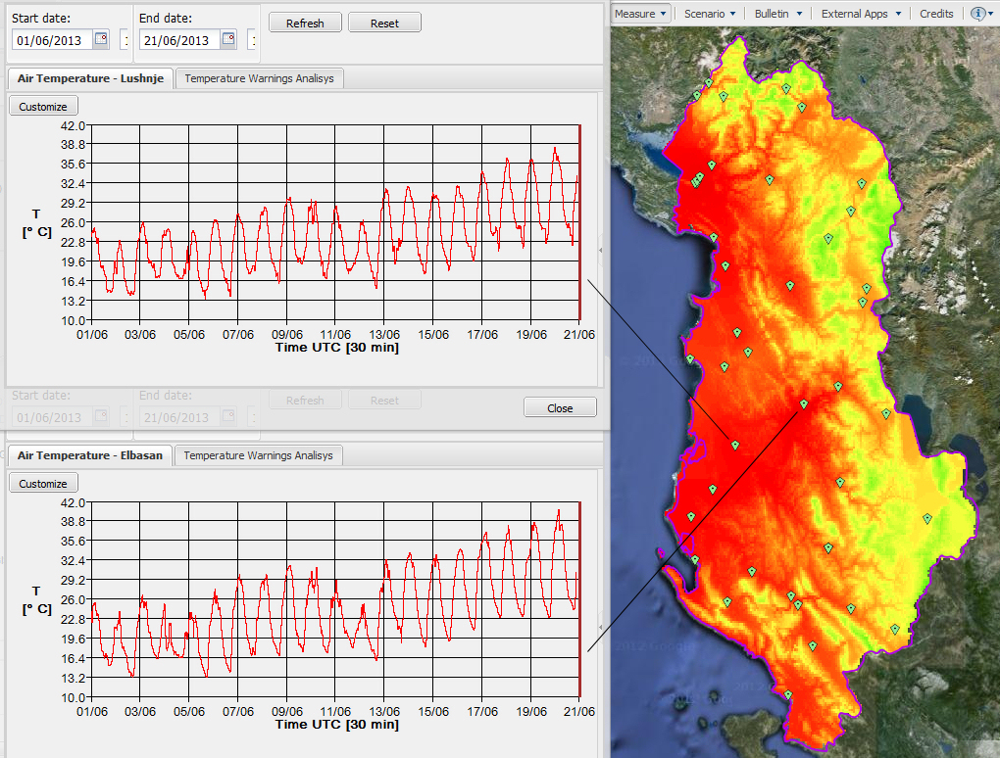 Start date:
End date:
01/06/2013
21/06/2013
Refresh
Reset
Measure
Scenario
Bulletin
External Apps
Credits
Air Temperature - Lushnje
Temperature Warnings Analisys
Customize
42.0
38.8
35.6
32.4
29.2
26.0
22.8
19.6
16.4
13.2
10.0
T
[° C]
01/06 03/06 05/06 07/06 09/06 11/06 13/06 15/06 17/06 19/06 21/06
Time UTC [30 min]
Start date:
End date:
01/06/2013
21/06/2013
Refresh
Reset
Close
Air Temperature - Elbasan
Temperature Warnings Analisys
Customize
42.0
38.8
35.6
32.4
29.2
26.0
22.8
19.6
16.4
13.2
10.0
T
[° C]
01/06 03/06 05/06 07/06 09/06 11/06 13/06 15/06 17/06 19/06 21/06
Time UTC [30 min]